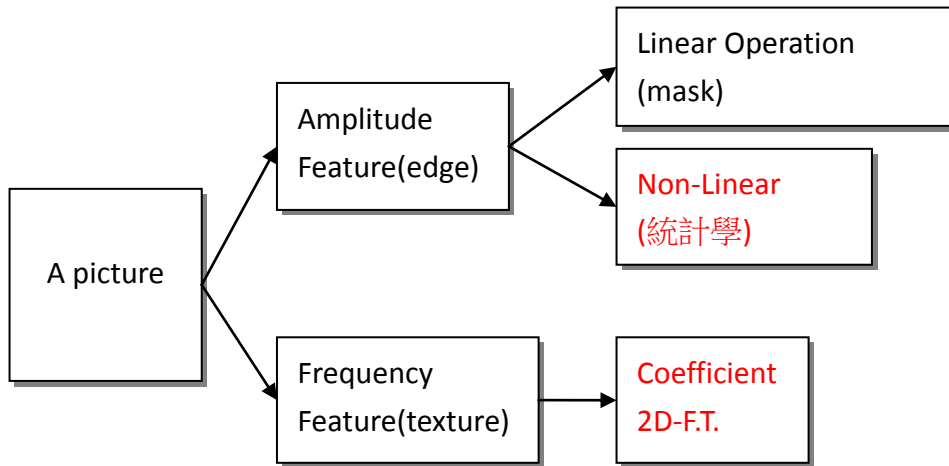 A picture
Amplitude
Feature(edge)
Linear Operation
(mask)
Non-Linear
(統計學)
Frequency
Feature(texture)
Coefficient
2D-F.T.